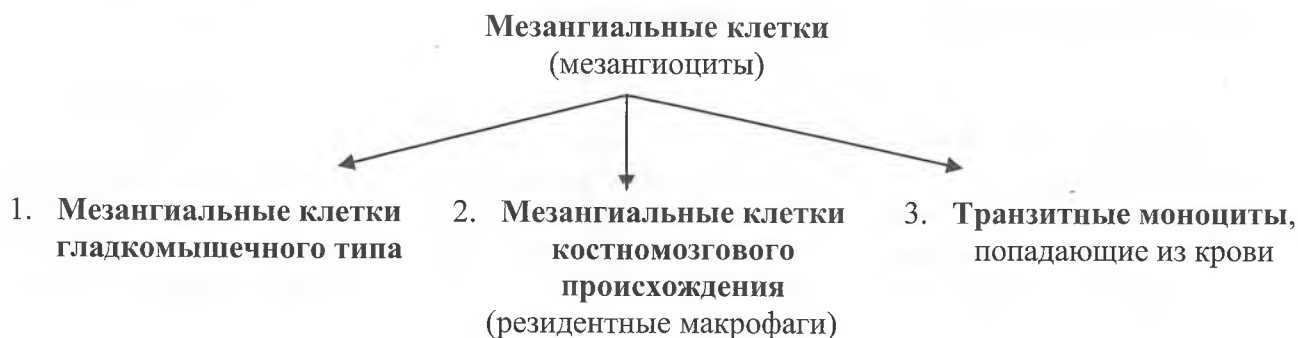 Мезангиальные клетки
(мезангиоциты)
1. Мезангиальные клетки
гладкомышечного типа
2. Мезангиальные клетки
костномозгового
происхождения
(резидентные макрофаги)
3. Транзитные моноциты,
попадающие из крови